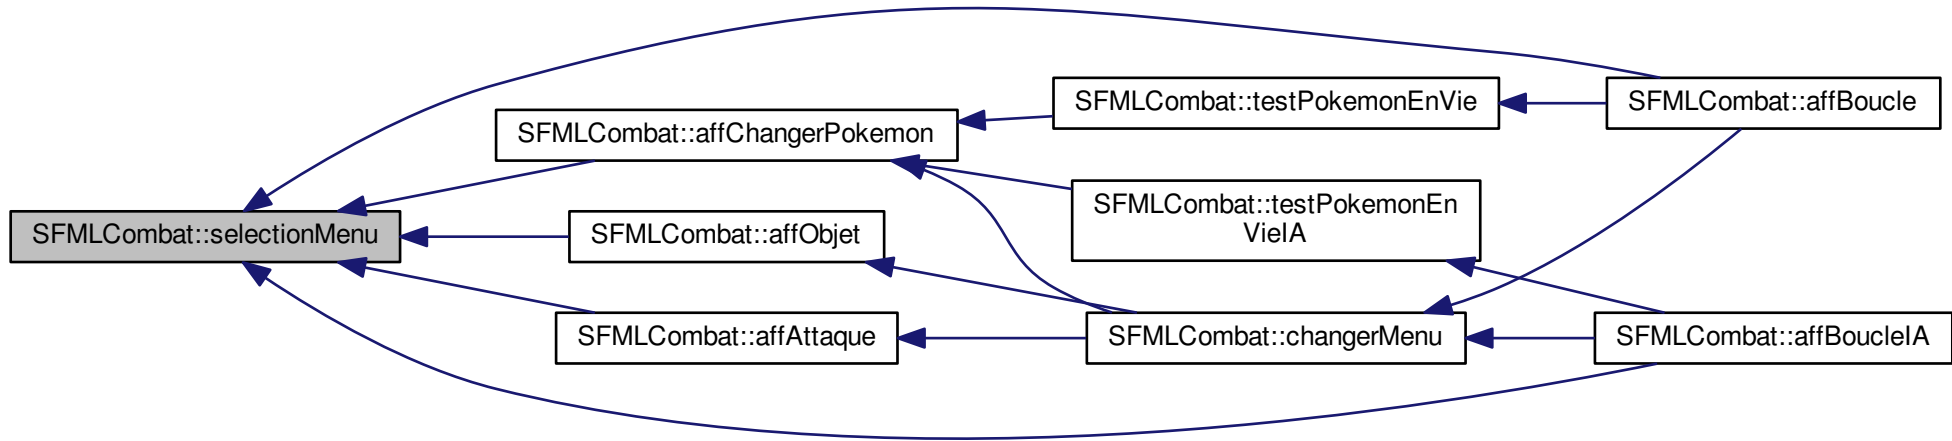 SFMLCombat::selectionMenu
SFMLCombat::affChangerPokemon
SFMLCombat::affObjet
SFMLCombat::affAttaque
SFMLCombat::testPokemonEnVie
SFMLCombat::testPokemonEn
VieIA
SFMLCombat::changerMenu
SFMLCombat::affBoucle
SFMLCombat::affBoucleIA